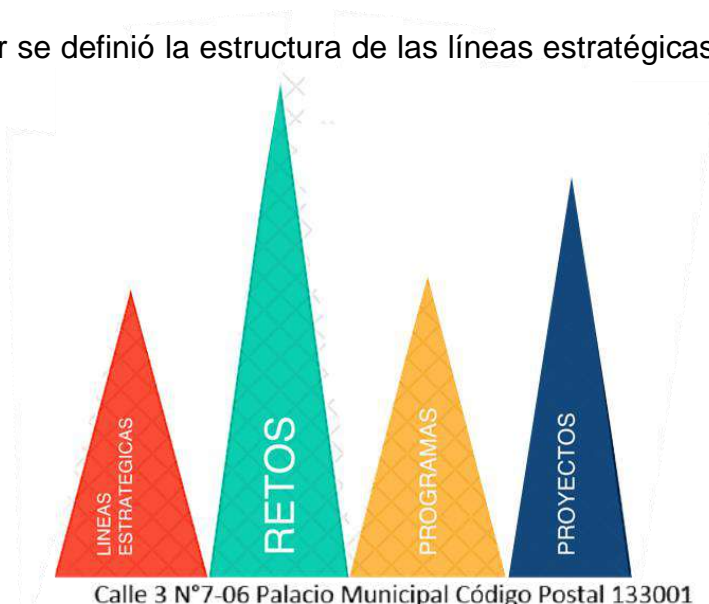 r se definió la estructura de las líneas estratégicas
LINEAS
ESTRATEGICAS
RETOS
PROGRAMAS
PROYECTOS
Calle 3 N°7-06 Palacio Municipal Código Postal 133001